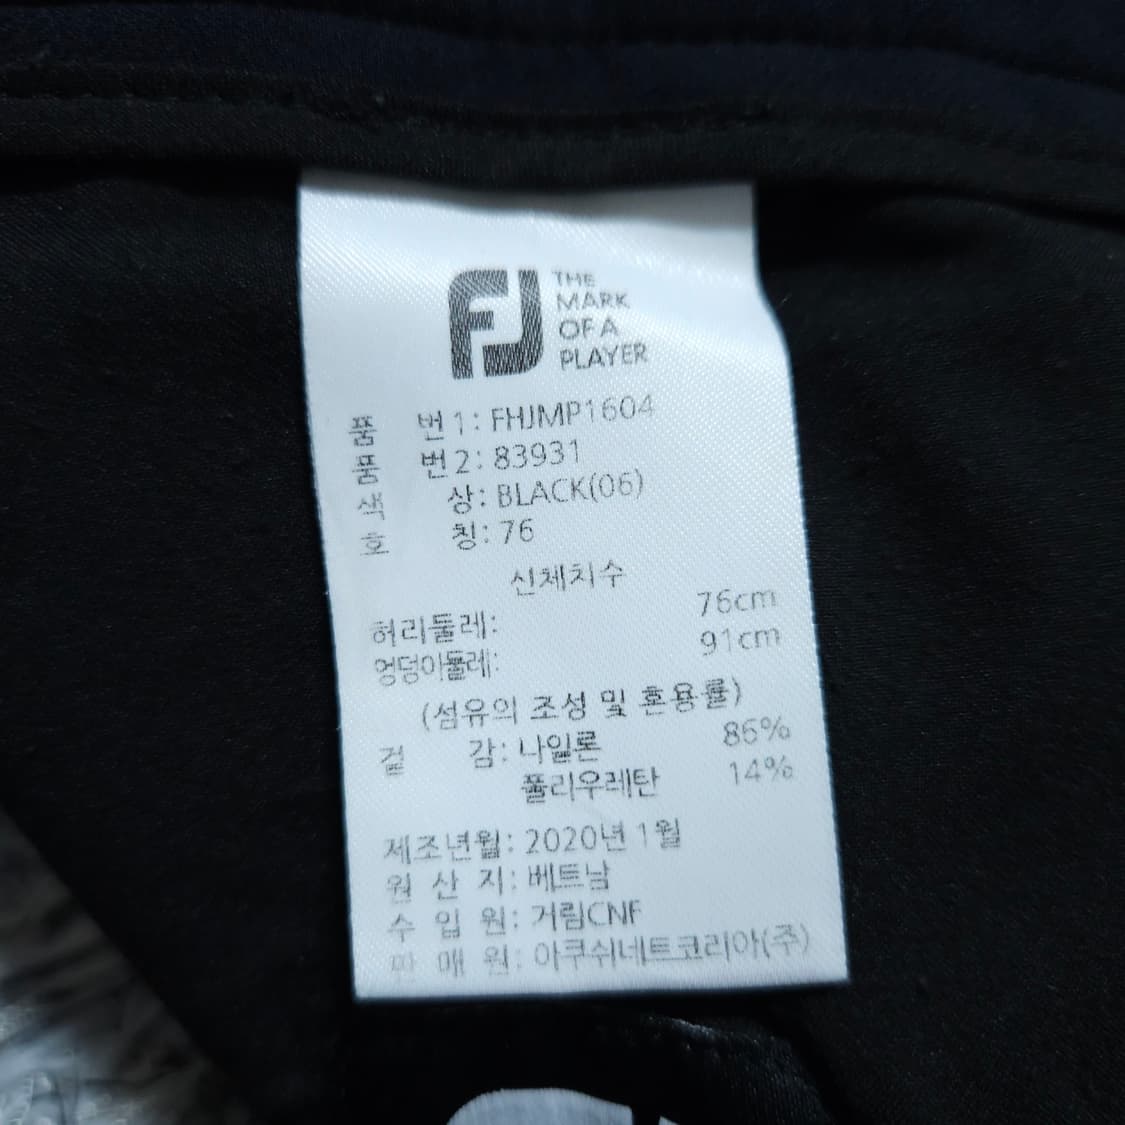 FJ
THE
MARK
OF A
PLAYER
품 번1: FHJMP1604
품 번2: 83931
색 상: BLACK(06)
호 칭: 76
신체치수
허리둘레: 76cm
엉덩이둘레: 91cm
(섬유의 조성 및 혼용률)
겉 감: 나일론 86%
폴리우레탄 14%
제조년월: 2020년 1월
원 산 지: 베트남
수 입 원: 거림CNF
판 매 원: 아쿠쉬네트코리아(주)